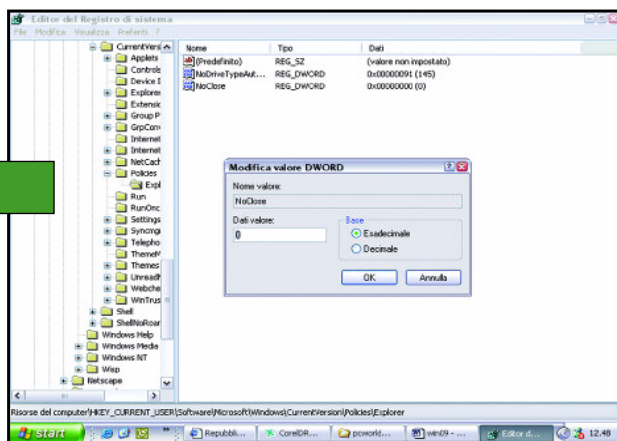 Editor del Registro di sistema
File Modifica Visualizza Preferiti ?
CurrentVers
Applets
Controls
Device I
Explorer
Extensic
Group P
GrpConv
Internet
Internet
NetCach
Policies
Expl
Run
RunOnc
Settings
Syncmgr
Telepho
ThemeM
Themes
UnreadM
Webche
WinTrus
Shell
ShellNoRoar
Windows Help
Windows Media
Windows NT
Wisp
Netscape
Nome Tipo Dati
(Predefinito) REG_SZ (valore non impostato)
NoDriveTypeAut... REG_DWORD 0x00000091 (145)
NoClose REG_DWORD 0x00000000 (0)
Modifica valore DWORD
Nome valore:
NoClose
Dati valore:
0
Base
Esadecimale
Decimale
OK Annulla
Risorse del computer\HKEY_CURRENT_USER\Software\Microsoft\Windows\CurrentVersion\Policies\Explorer
start Repubbli... CorelDR... pcworld... win09 - ... Editor d... 12.48